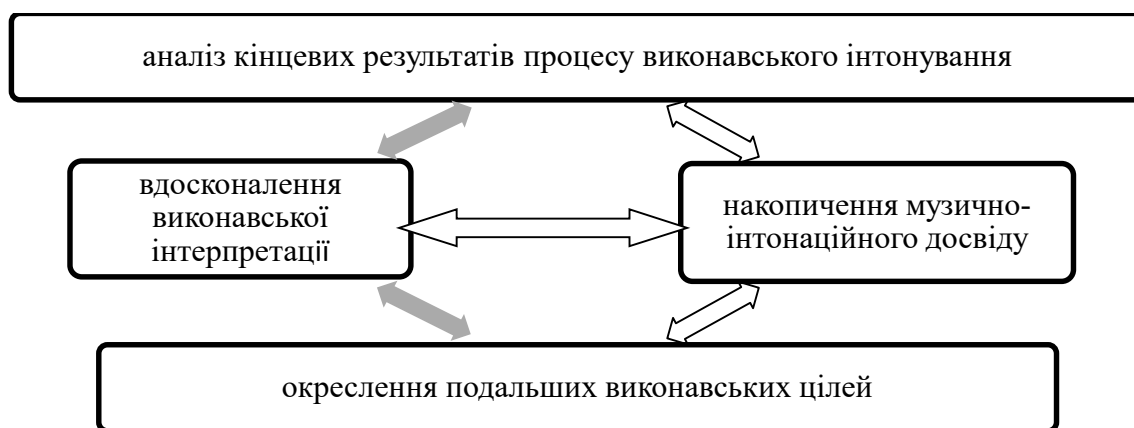 аналіз кінцевих результатів процесу виконавського інтонування
вдосконалення
виконавської
інтерпретації
накопичення музично-
інтонаційного досвіду
окреслення подальших виконавських цілей